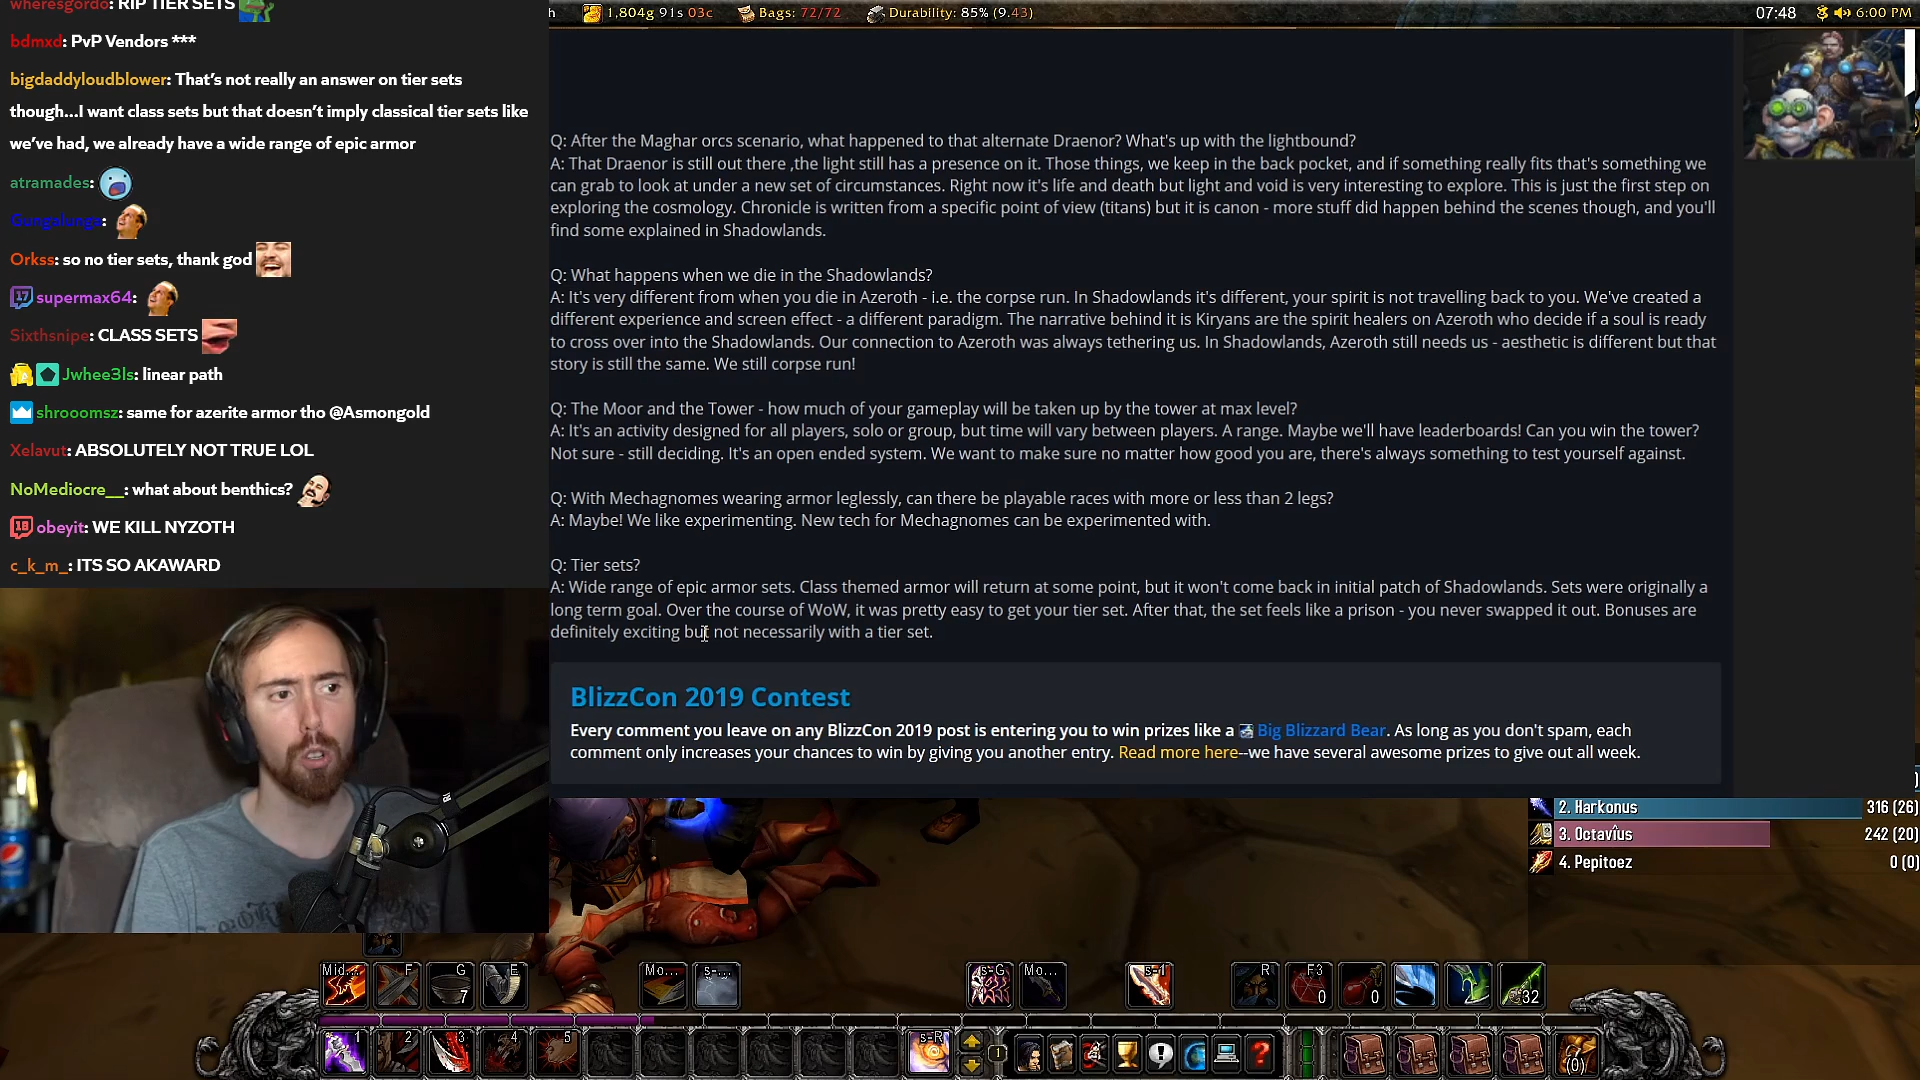 wheresgordo: RIP TIER SETS
bdmxd: PvP Vendors ***
bigdaddyloudblower: That's not really an answer on tier sets
though...I want class sets but that doesn't imply classical tier sets like
we've had, we already have a wide range of epic armor
atramades:
Gungalunga:
Orkss: so no tier sets, thank god
17 supermax64:
Sixthsnipe: CLASS SETS
Jwhee3ls: linear path
shrooomsz: same for azerite armor tho @Asmongold
Xelavut: ABSOLUTELY NOT TRUE LOL
NoMediocre__: what about benthics?
18 obeyit: WE KILL NYZOTH
c_k_m_: ITS SO AKAWARD
h 1,804g 91s 03c Bags: 72/72 Durability: 85% (9.43) 07:48 6:00 PM
Q: After the Maghar orcs scenario, what happened to that alternate Draenor? What's up with the lightbound?
A: That Draenor is still out there ,the light still has a presence on it. Those things, we keep in the back pocket, and if something really fits that's something we
can grab to look at under a new set of circumstances. Right now it's life and death but light and void is very interesting to explore. This is just the first step on
exploring the cosmology. Chronicle is written from a specific point of view (titans) but it is canon - more stuff did happen behind the scenes though, and you'll
find some explained in Shadowlands.
Q: What happens when we die in the Shadowlands?
A: It's very different from when you die in Azeroth - i.e. the corpse run. In Shadowlands it's different, your spirit is not travelling back to you. We've created a
different experience and screen effect - a different paradigm. The narrative behind it is Kiryans are the spirit healers on Azeroth who decide if a soul is ready
to cross over into the Shadowlands. Our connection to Azeroth was always tethering us. In Shadowlands, Azeroth still needs us - aesthetic is different but that
story is still the same. We still corpse run!
Q: The Moor and the Tower - how much of your gameplay will be taken up by the tower at max level?
A: It's an activity designed for all players, solo or group, but time will vary between players. A range. Maybe we'll have leaderboards! Can you win the tower?
Not sure - still deciding. It's an open ended system. We want to make sure no matter how good you are, there's always something to test yourself against.
Q: With Mechagnomes wearing armor leglessly, can there be playable races with more or less than 2 legs?
A: Maybe! We like experimenting. New tech for Mechagnomes can be experimented with.
Q: Tier sets?
A: Wide range of epic armor sets. Class themed armor will return at some point, but it won't come back in initial patch of Shadowlands. Sets were originally a
long term goal. Over the course of WoW, it was pretty easy to get your tier set. After that, the set feels like a prison - you never swapped it out. Bonuses are
definitely exciting but not necessarily with a tier set.
BlizzCon 2019 Contest
Every comment you leave on any BlizzCon 2019 post is entering you to win prizes like a Big Blizzard Bear. As long as you don't spam, each
comment only increases your chances to win by giving you another entry. Read more here--we have several awesome prizes to give out all week.
2. Harkonus 316 (26)
3. Octavîus 242 (20)
4. Pepitoez 0 (0)
Mid... F G E Mo... s-... s-G Mo... s-1 R F3
7 0 0 32
1 2 3 4 5 s-R 1 (0)